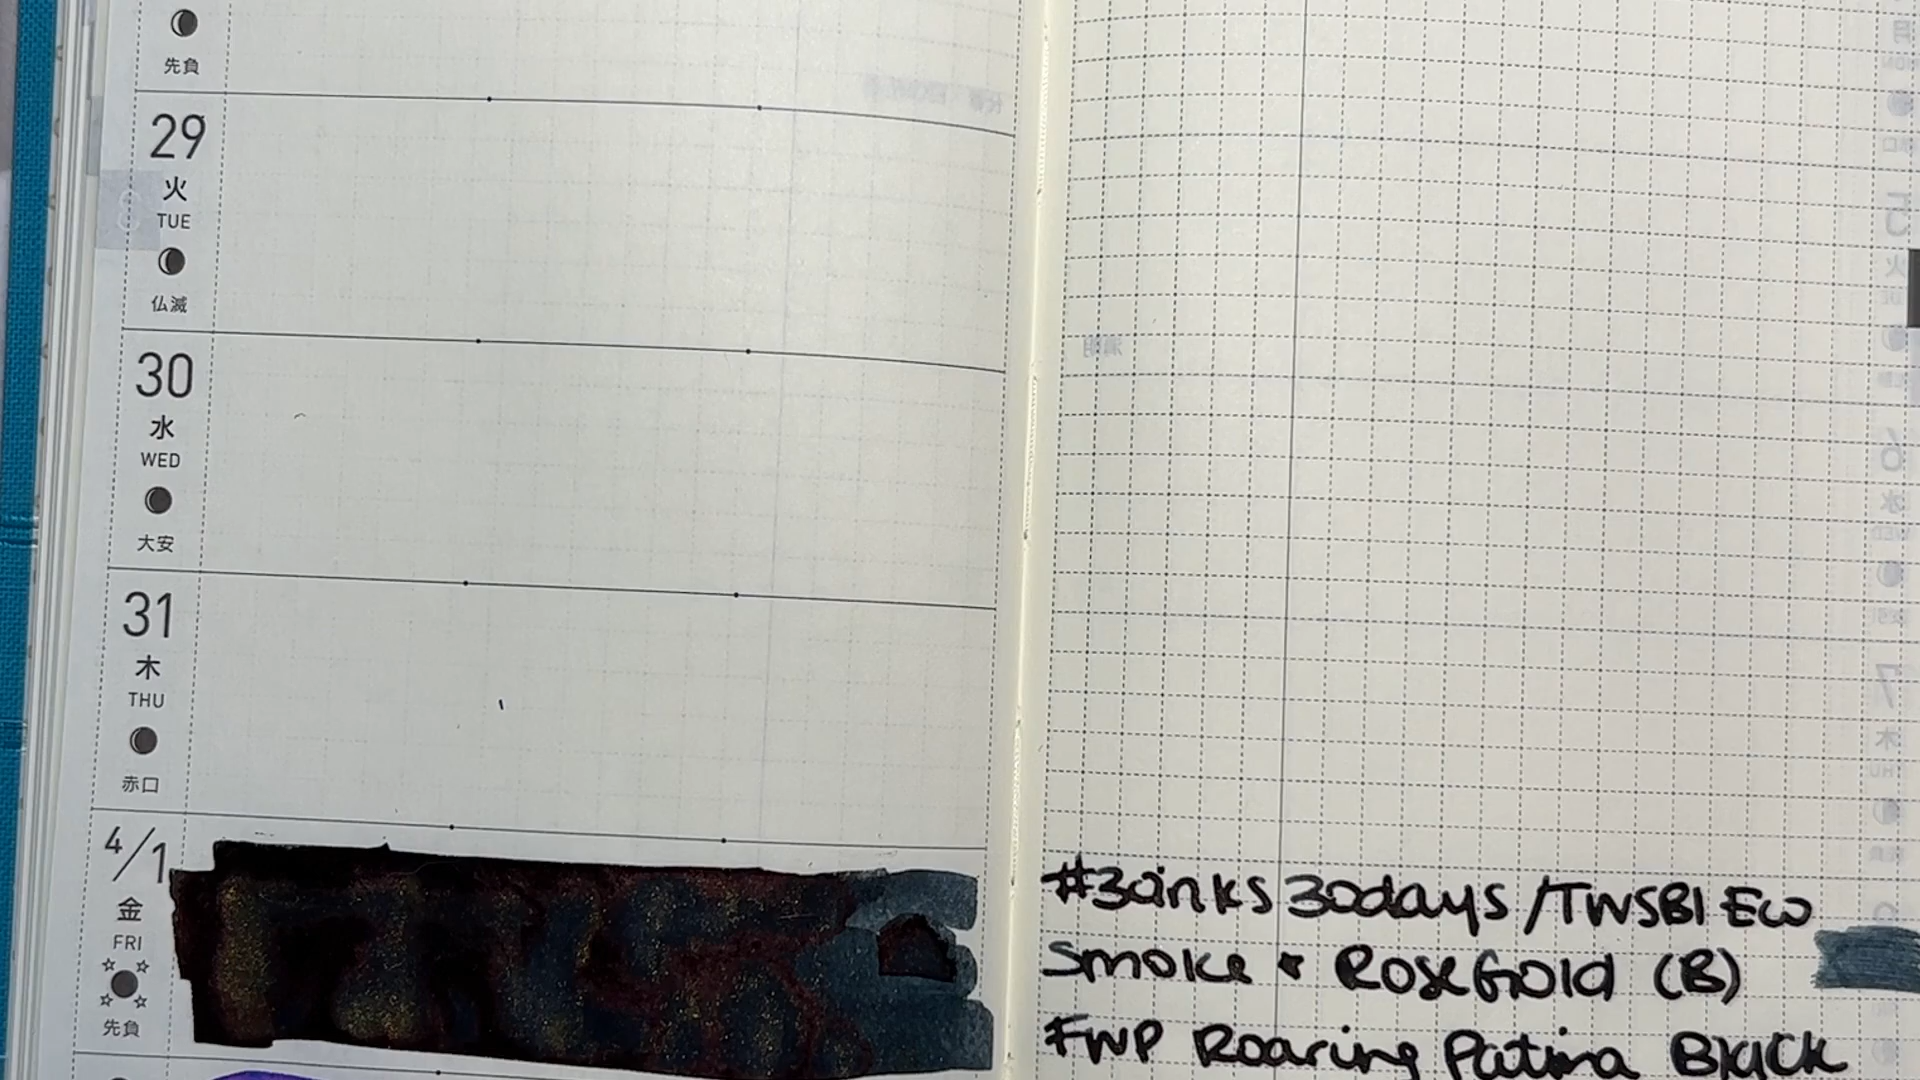 先負
29
火
TUE
仏滅
30
水
WED
大安
31
木
THU
赤口
4/1
金
FRI
先負
#30inks30days /TWSBI Eco
Smoke & RoseGold (B)
FWP Roaring Patina Black